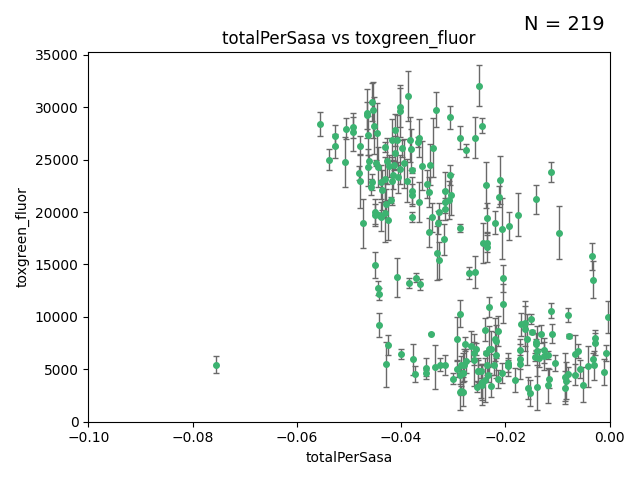 N = 219
totalPerSasa vs toxgreen_fluor
35000
30000
25000
20000
15000
10000
5000
0
toxgreen_fluor
−0.10 −0.08 −0.06 −0.04 −0.02 0.00
totalPerSasa